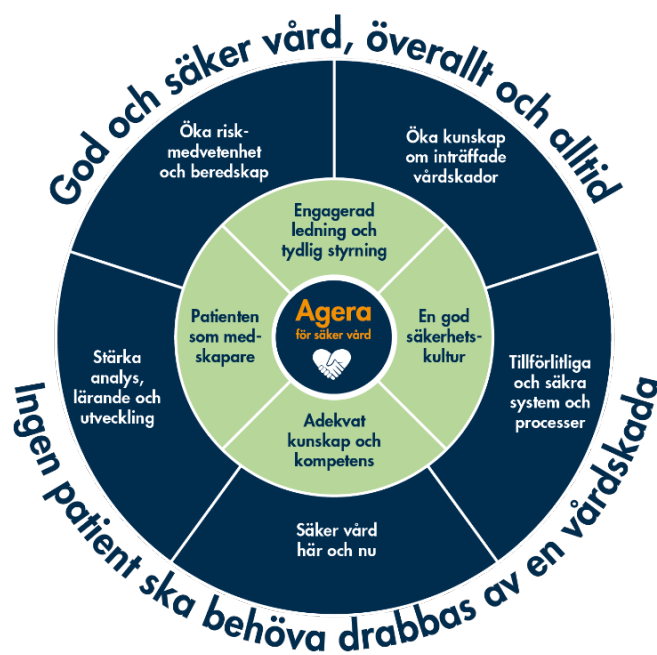 God och säker vård, överallt och alltid
Öka risk-
medvetenhet
och beredskap
Öka kunskap
om inträffade
vårdskador
Engagerad
ledning och
tydlig styrning
Patienten
som med-
skapare
Agera
för säker vård
En god
säkerhets-
kultur
Stärka
analys,
lärande och
utveckling
Tillförlitliga
och säkra
system och
processer
Adekvat
kunskap och
kompetens
Säker vård
här och nu
Ingen patient ska behöva drabbas av en vårdskada